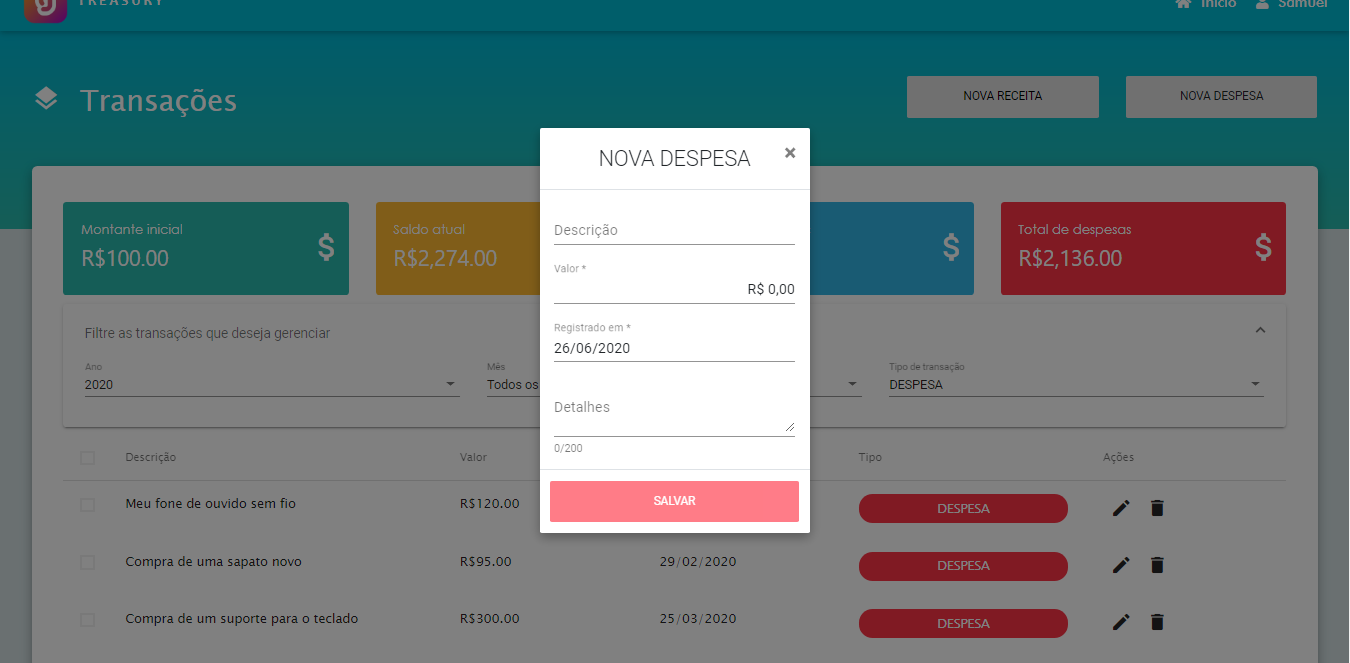 TREASURY
Início
Samuel
Transações
NOVA RECEITA
NOVA DESPESA
NOVA DESPESA
×
Montante inicial
R$100.00
$
Saldo atual
R$2,274.00
$
Total de despesas
R$2,136.00
$
Descrição
Valor *
R$ 0,00
Registrado em *
26/06/2020
Detalhes
0/200
SALVAR
Filtre as transações que deseja gerenciar
Ano
2020
Mês
Todos os
Tipo de transação
DESPESA
Descrição
Valor
Tipo
Ações
Meu fone de ouvido sem fio
R$120.00
DESPESA
Compra de uma sapato novo
R$95.00
29/02/2020
DESPESA
Compra de um suporte para o teclado
R$300.00
25/03/2020
DESPESA